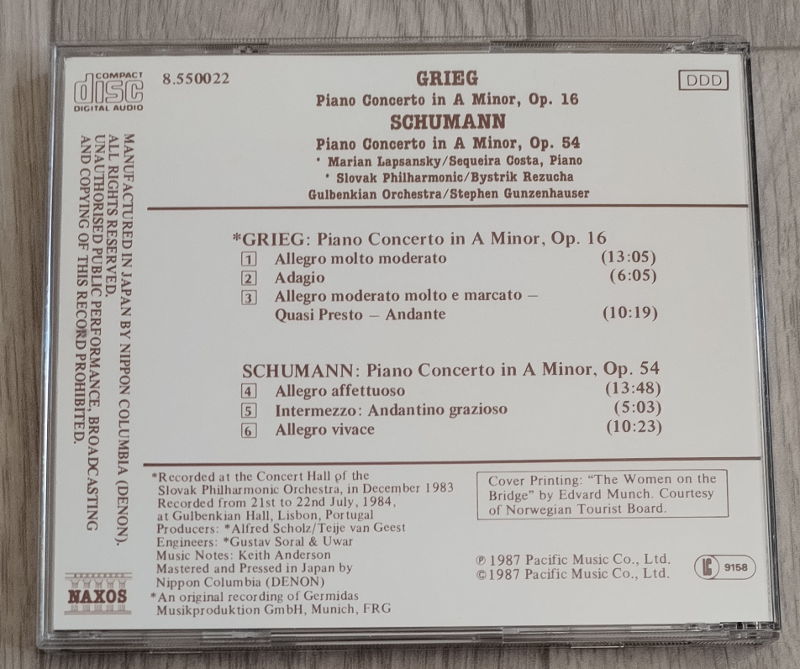 COMPACT
disc
DIGITAL AUDIO
8.550022
DDD
GRIEG
Piano Concerto in A Minor, Op. 16
SCHUMANN
Piano Concerto in A Minor, Op. 54
* Marian Lapsansky/Sequeira Costa, Piano
* Slovak Philharmonic/Bystrik Rezucha
Gulbenkian Orchestra/Stephen Gunzenhauser
MANUFACTURED IN JAPAN BY NIPPON COLUMBIA (DENON).
ALL RIGHTS RESERVED.
UNAUTHORISED PUBLIC PERFORMANCE, BROADCASTING
AND COPYING OF THIS RECORD PROHIBITED.
*GRIEG: Piano Concerto in A Minor, Op. 16
1 Allegro molto moderato (13:05)
2 Adagio (6:05)
3 Allegro moderato molto e marcato –
Quasi Presto – Andante (10:19)
SCHUMANN: Piano Concerto in A Minor, Op. 54
4 Allegro affettuoso (13:48)
5 Intermezzo: Andantino grazioso (5:03)
6 Allegro vivace (10:23)
*Recorded at the Concert Hall of the
Slovak Philharmonic Orchestra, in December 1983
Recorded from 21st to 22nd July, 1984,
at Gulbenkian Hall, Lisbon, Portugal
Producers: *Alfred Scholz/Teije van Geest
Engineers: *Gustav Soral & Uwar
Music Notes: Keith Anderson
Mastered and Pressed in Japan by
Nippon Columbia (DENON)
*An original recording of Germidas
Musikproduktion GmbH, Munich, FRG
Cover Printing: "The Women on the
Bridge" by Edvard Munch. Courtesy
of Norwegian Tourist Board.
℗ 1987 Pacific Music Co., Ltd.
© 1987 Pacific Music Co., Ltd.
LC 9158
NAXOS